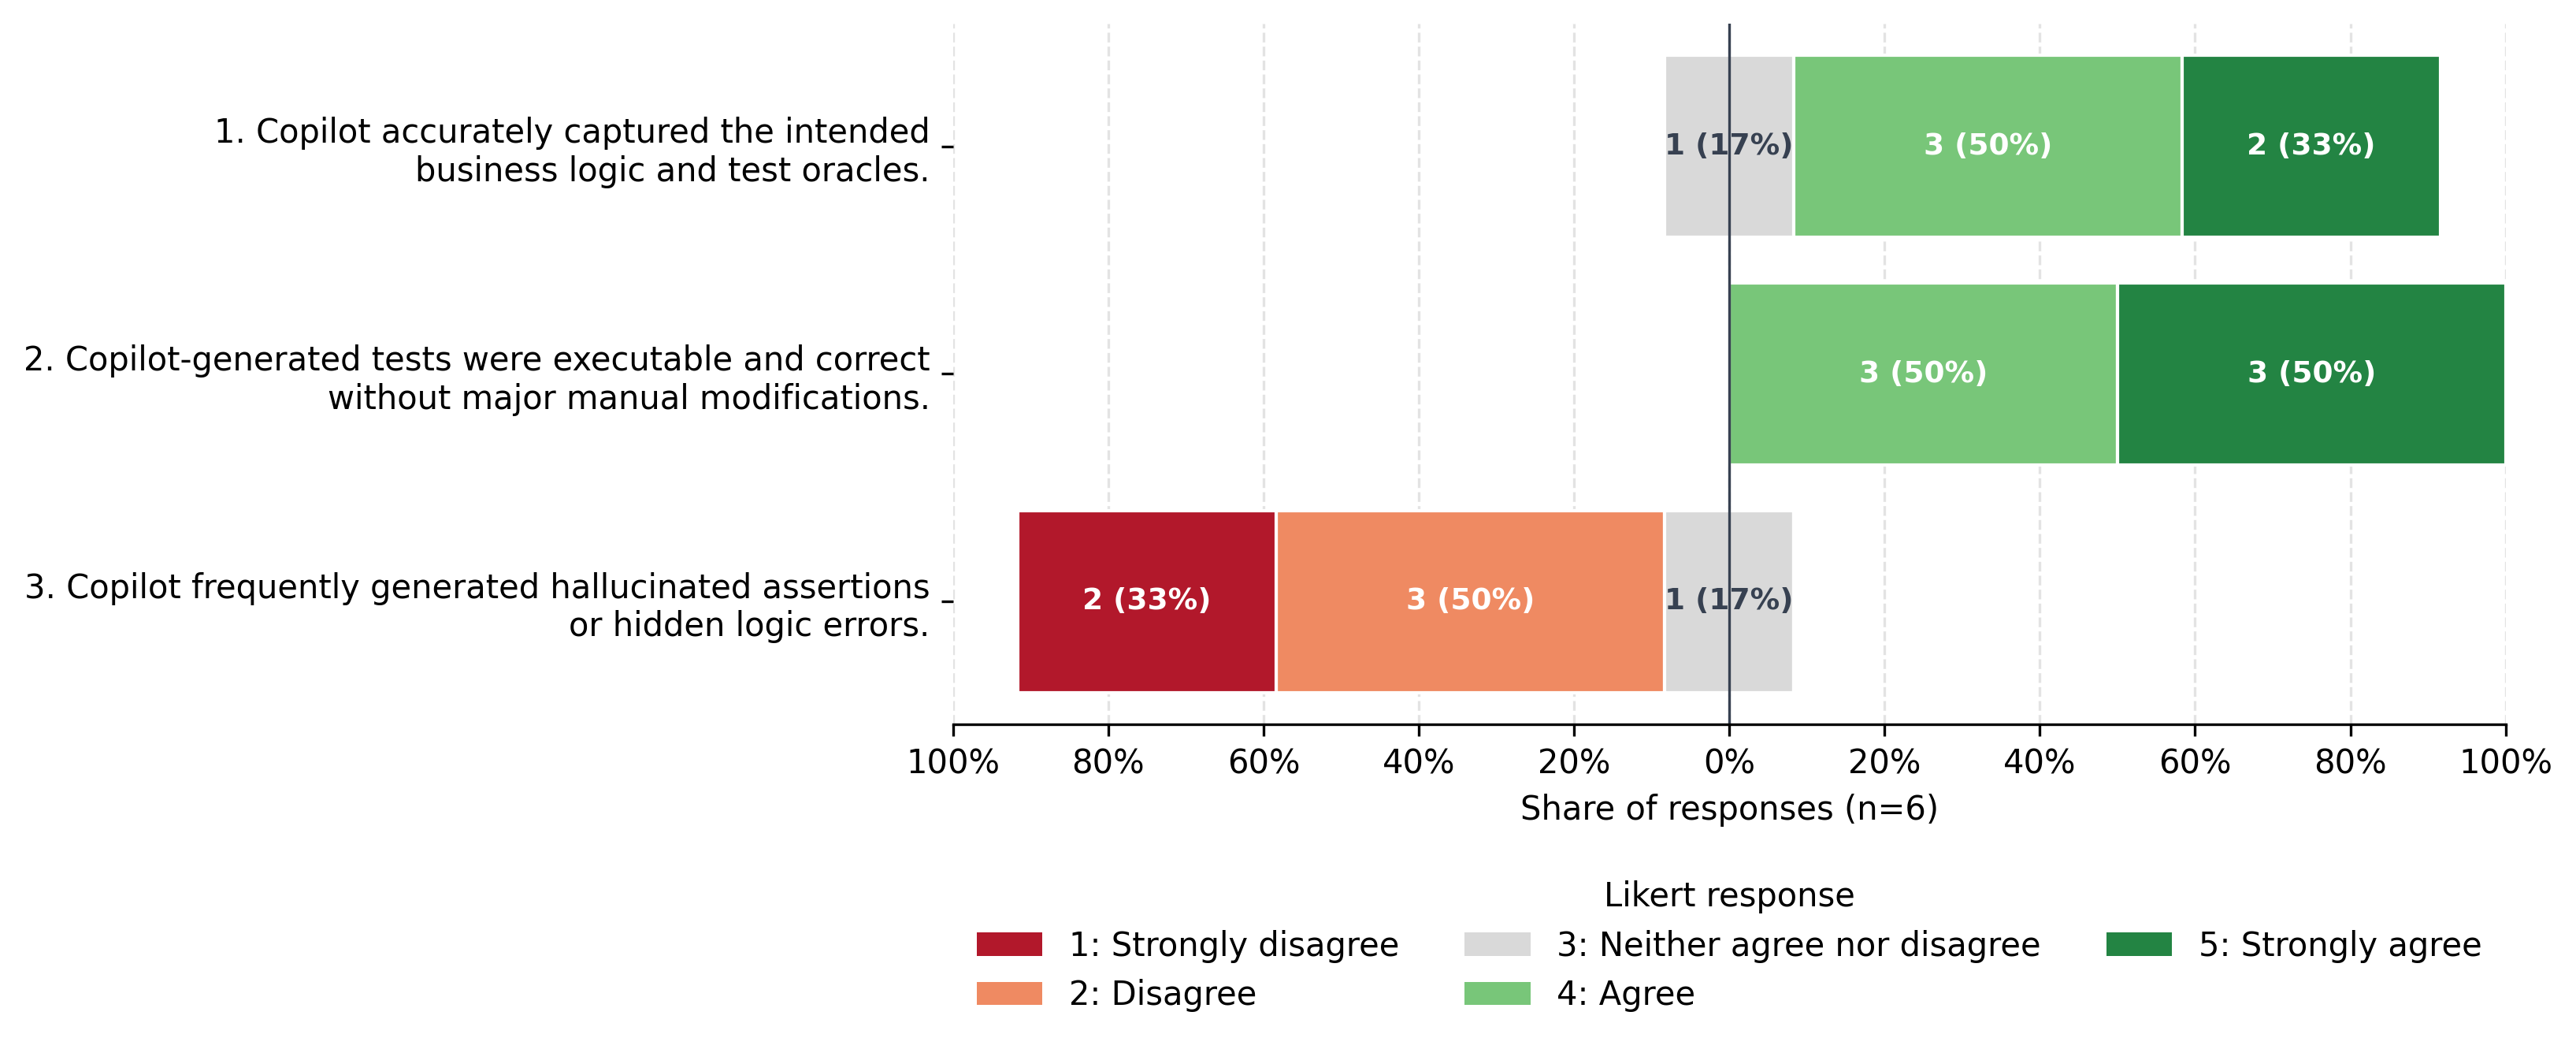 1. Copilot accurately captured the intended
business logic and test oracles.
1 (17%)
3 (50%)
2 (33%)
2. Copilot-generated tests were executable and correct
without major manual modifications.
3 (50%)
3 (50%)
3. Copilot frequently generated hallucinated assertions
or hidden logic errors.
2 (33%)
3 (50%)
1 (17%)
100%
80%
60%
40%
20%
0%
20%
40%
60%
80%
100%
Share of responses (n=6)
Likert response
1: Strongly disagree
2: Disagree
3: Neither agree nor disagree
4: Agree
5: Strongly agree